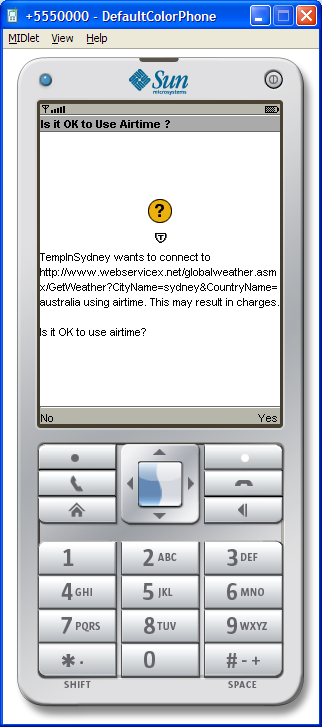 +5550000 - DefaultColorPhone
MIDlet View Help
Sun
microsystems
Is it OK to Use Airtime ?
?
T
TempInSydney wants to connect to
http://www.webservicex.net/globalweather.asm
x/GetWeather?CityName=sydney&CountryName=
australia using airtime. This may result in charges.
Is it OK to use airtime?
No Yes
1 2 ABC 3 DEF
4 GHI 5 JKL 6 MNO
7 PQRS 8 TUV 9 WXYZ
* . 0 # - +
SHIFT SPACE